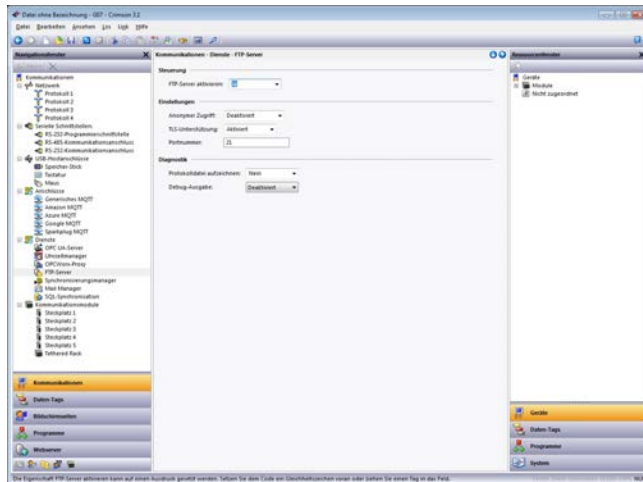 Datei ohne Bezeichnung - G07 - Crimson 3.2
Datei Bearbeiten Ansehen Los Link Hilfe
Navigationsfenster
Kommunikationen
Netzwerk
Protokoll 1
Protokoll 2
Protokoll 3
Protokoll 4
Serielle Schnittstellen
RS-232-Programmierschnittstelle
RS-485-Kommunikationsanschluss
RS-232-Kommunikationsanschluss
USB-Hostanschlüsse
Speicher-Stick
Tastatur
Maus
Anschlüsse
Generisches MQTT
Amazon MQTT
Azure MQTT
Google MQTT
Sparkplug MQTT
Dienste
OPC UA-Server
Uhrzeitmanager
OPCWorx-Proxy
FTP-Server
Synchronisierungsmanager
Mail Manager
SQL-Synchronisation
Kommunikationsmodule
Steckplatz 1
Steckplatz 2
Steckplatz 3
Steckplatz 4
Steckplatz 5
Tethered Rack
Kommunikationen
Daten-Tags
Bildschirmseiten
Programme
Webserver
Kommunikationen - Dienste - FTP-Server
Steuerung
FTP-Server aktivieren:
Einstellungen
Anonymer Zugriff: Deaktiviert
TLS-Unterstützung: Aktiviert
Portnummer: 21
Diagnostik
Protokolldatei aufzeichnen: Nein
Debug-Ausgabe: Deaktiviert
Ressourcenfenster
Geräte
Module
Nicht zugeordnet
Geräte
Daten-Tags
Programme
System
Die Eigenschaft FTP-Server aktivieren kann auf einen Ausdruck gesetzt werden. Setzen Sie dem Code ein Gleichheitszeichen voran oder ziehen Sie einen Tag in das Feld.